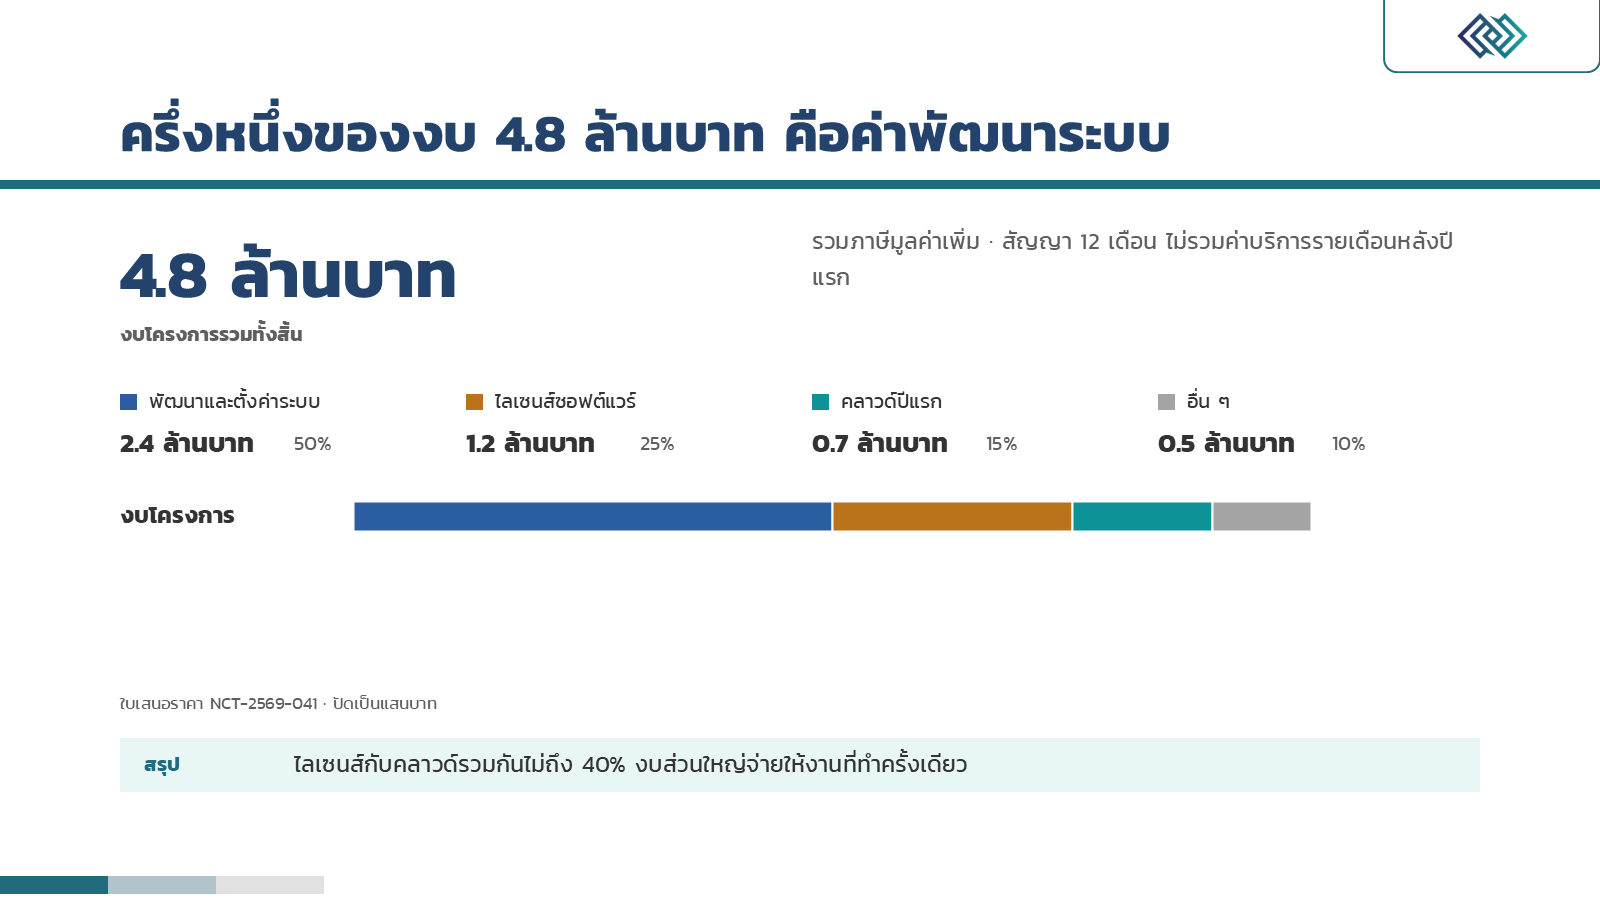 ครึ่งหนึ่งของงบ 4.8 ล้านบาท คือค่าพัฒนาระบบ
4.8 ล้านบาท
งบโครงการรวมทั้งสิ้น
รวมภาษีมูลค่าเพิ่ม · สัญญา 12 เดือน ไม่รวมค่าบริการรายเดือนหลังปี
แรก
พัฒนาและตั้งค่าระบบ
2.4 ล้านบาท 50%
ไลเซนส์ซอฟต์แวร์
1.2 ล้านบาท 25%
คลาวด์ปีแรก
0.7 ล้านบาท 15%
อื่น ๆ
0.5 ล้านบาท 10%
งบโครงการ
ใบเสนอราคา NCT-2569-041 · ปัดเป็นแสนบาท
สรุป ไลเซนส์กับคลาวด์รวมกันไม่ถึง 40% งบส่วนใหญ่จ่ายให้งานที่ทำครั้งเดียว